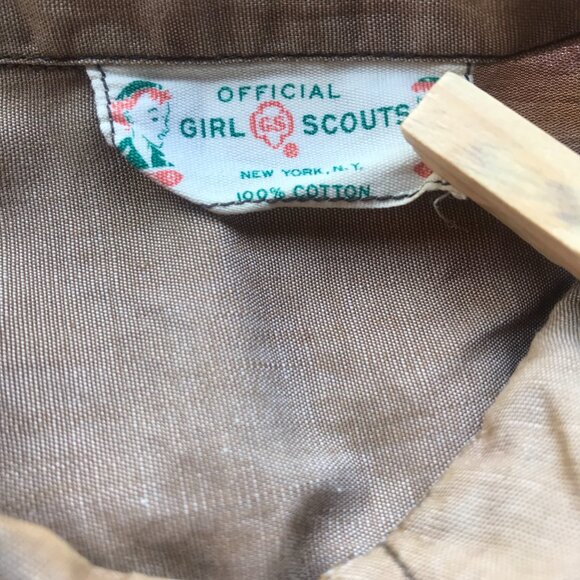 OFFICIAL
GIRL GS SCOUTS
NEW YORK, N.Y.
100% COTTON